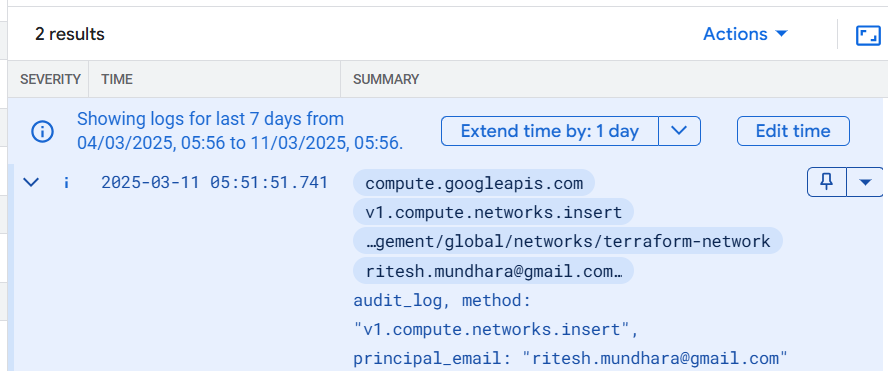 2 results
Actions
SEVERITY TIME SUMMARY
Showing logs for last 7 days from
04/03/2025, 05:56 to 11/03/2025, 05:56.
Extend time by: 1 day
Edit time
2025-03-11 05:51:51.741
compute.googleapis.com
v1.compute.networks.insert
…gement/global/networks/terraform-network
ritesh.mundhara@gmail.com…
audit_log, method:
"v1.compute.networks.insert",
principal_email: "ritesh.mundhara@gmail.com"